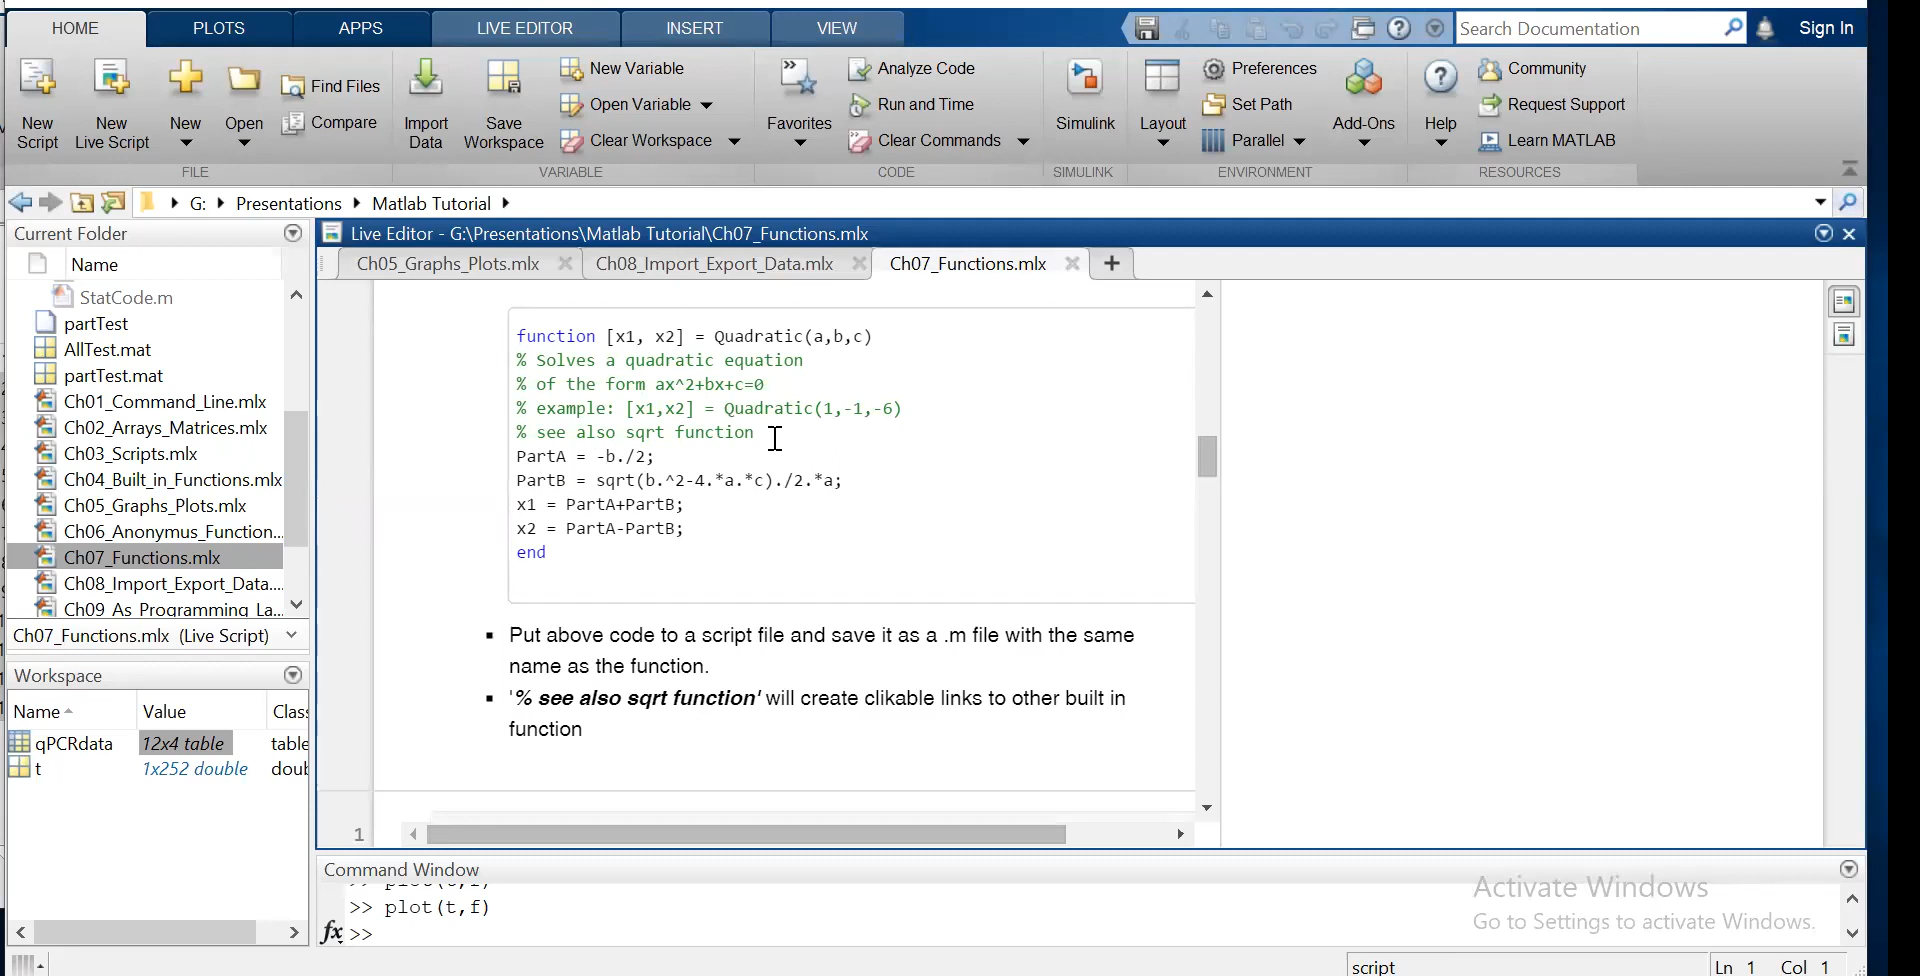 HOME PLOTS APPS LIVE EDITOR INSERT VIEW Search Documentation Sign In
New Script
New Live Script
New
Open
Find Files
Compare
Import Data
Save Workspace
New Variable
Open Variable
Clear Workspace
Favorites
Analyze Code
Run and Time
Clear Commands
Simulink
Layout
Preferences
Set Path
Parallel
Add-Ons
Help
Community
Request Support
Learn MATLAB
FILE VARIABLE CODE SIMULINK ENVIRONMENT RESOURCES
G: Presentations Matlab Tutorial
Current Folder
Name
StatCode.m
partTest
AllTest.mat
partTest.mat
Ch01_Command_Line.mlx
Ch02_Arrays_Matrices.mlx
Ch03_Scripts.mlx
Ch04_Built_in_Functions.mlx
Ch05_Graphs_Plots.mlx
Ch06_Anonymus_Function...
Ch07_Functions.mlx
Ch08_Import_Export_Data....
Ch09 As Programming La...
Ch07_Functions.mlx (Live Script)
Workspace
Name Value Clas
qPCRdata 12x4 table table
t 1x252 double doub
Live Editor - G:\Presentations\Matlab Tutorial\Ch07_Functions.mlx
Ch05_Graphs_Plots.mlx Ch08_Import_Export_Data.mlx Ch07_Functions.mlx +
function [x1, x2] = Quadratic(a,b,c)
% Solves a quadratic equation
% of the form ax^2+bx+c=0
% example: [x1,x2] = Quadratic(1,-1,-6)
% see also sqrt function
PartA = -b./2;
PartB = sqrt(b.^2-4.*a.*c)./2.*a;
x1 = PartA+PartB;
x2 = PartA-PartB;
end
▪ Put above code to a script file and save it as a .m file with the same
name as the function.
▪ '% see also sqrt function' will create clikable links to other built in
function
1
Command Window
>> plot(t,f)
>> plot(t,f)
fx >>
Activate Windows
Go to Settings to activate Windows.
script Ln 1 Col 1